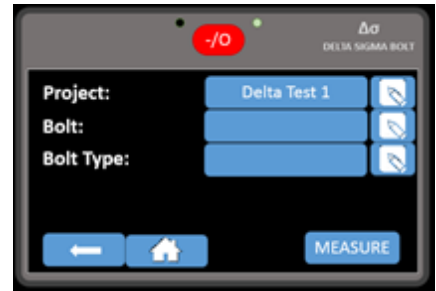 -/O
Δσ
DELTA SIGMA BOLT
Project: Delta Test 1
Bolt:
Bolt Type:
MEASURE